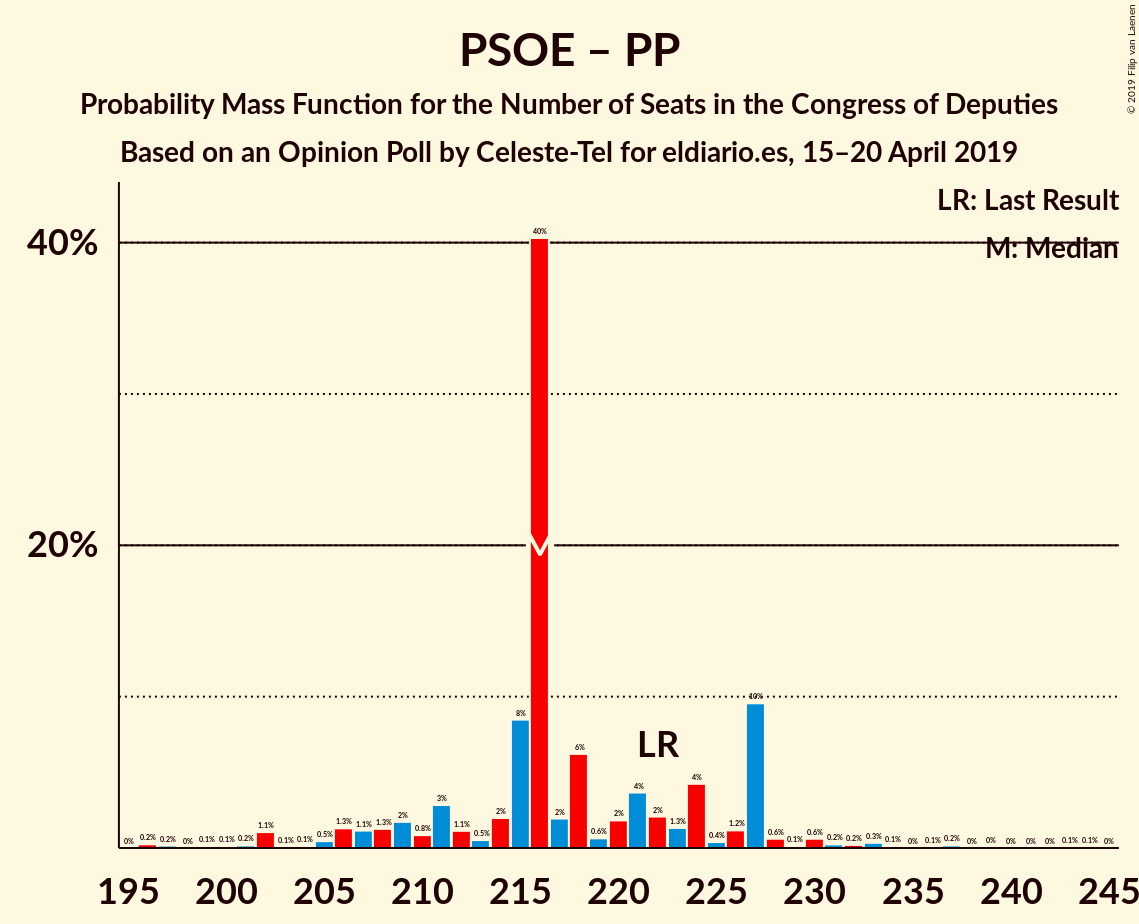 PSOE – PP
Probability Mass Function for the Number of Seats in the Congress of Deputies
Based on an Opinion Poll by Celeste-Tel for eldiario.es, 15–20 April 2019
© 2019 Filip van Laenen
LR: Last Result
M: Median
40%
20%
0% 0.2% 0.2% 0% 0.1% 0.1% 0.2% 1.1% 0.1% 0.1% 0.5% 1.3% 1.1% 1.3% 2% 0.8% 3% 1.1% 0.5% 2% 8% 40% 2% 6% 0.6% 2% 4% 2% 1.3% 4% 0.4% 1.2% 10% 0.6% 0.1% 0.6% 0.2% 0.2% 0.3% 0.1% 0% 0.1% 0.2% 0% 0% 0% 0% 0% 0.1% 0.1% 0%
LR
195 200 205 210 215 220 225 230 235 240 245